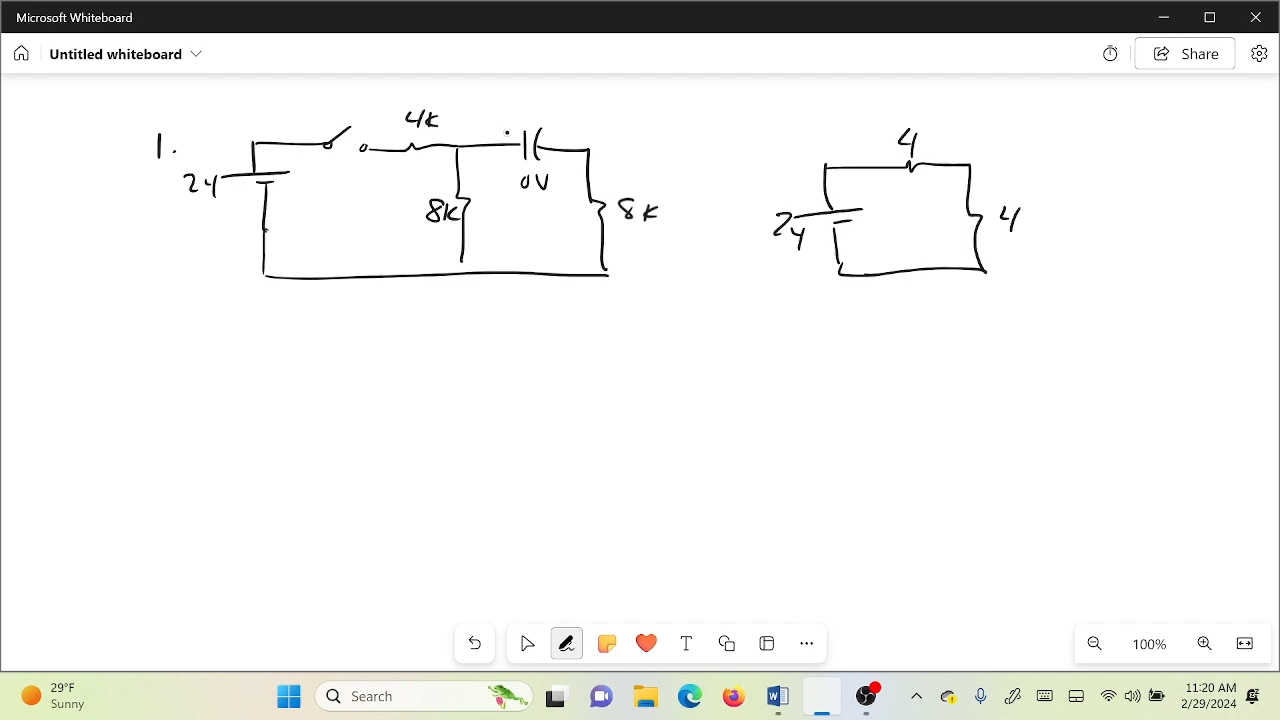 Microsoft Whiteboard
Untitled whiteboard
Share
1.
24
4K
0V
8K
8K
4
24
4
T
100%
29°F
Sunny
Search
11:20 AM
2/29/2024